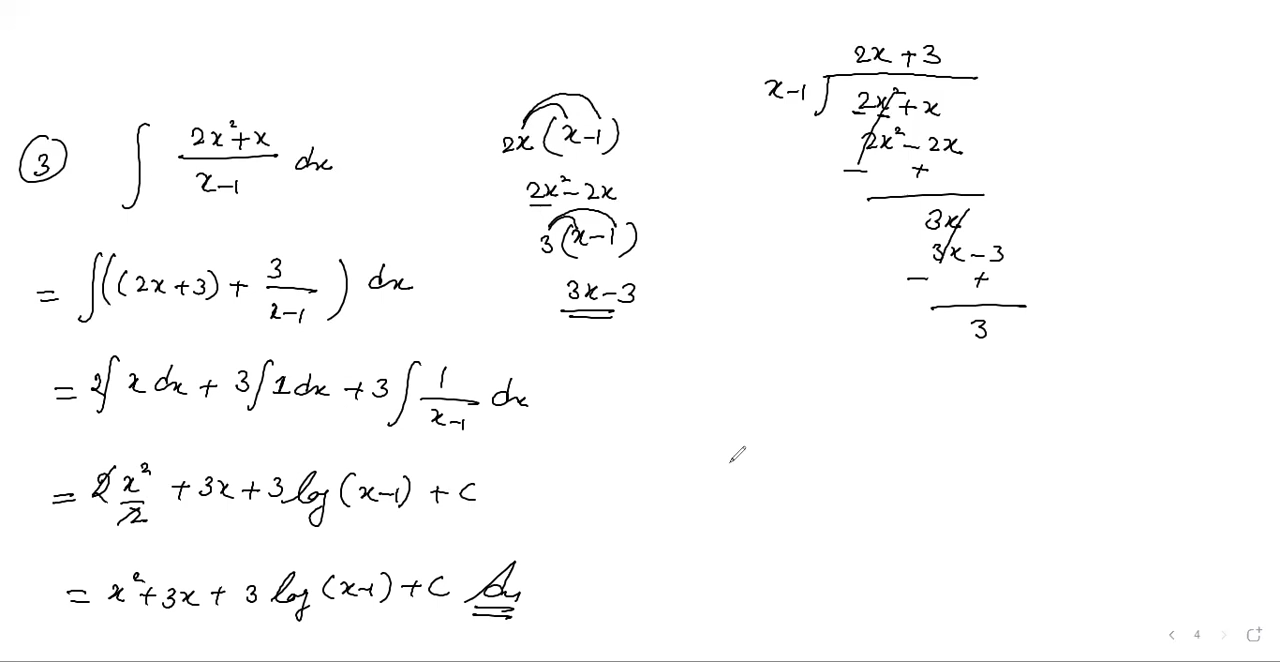 ③ ∫ (2x²+x)/(x-1) dx
= ∫((2x+3) + 3/(x-1)) dx
= 2∫ x dx + 3∫1dx + 3∫ 1/(x-1) dx
= 2 x²/2 + 3x + 3 log (x-1) + C
= x²+3x + 3 log (x-1) + C Ans
2x (x-1)
2x² - 2x
3 (x-1)
3x-3
2x + 3
x-1 ) 2x² + x
2x² - 2x
- +
3x
3x - 3
- +
3
< 4 >